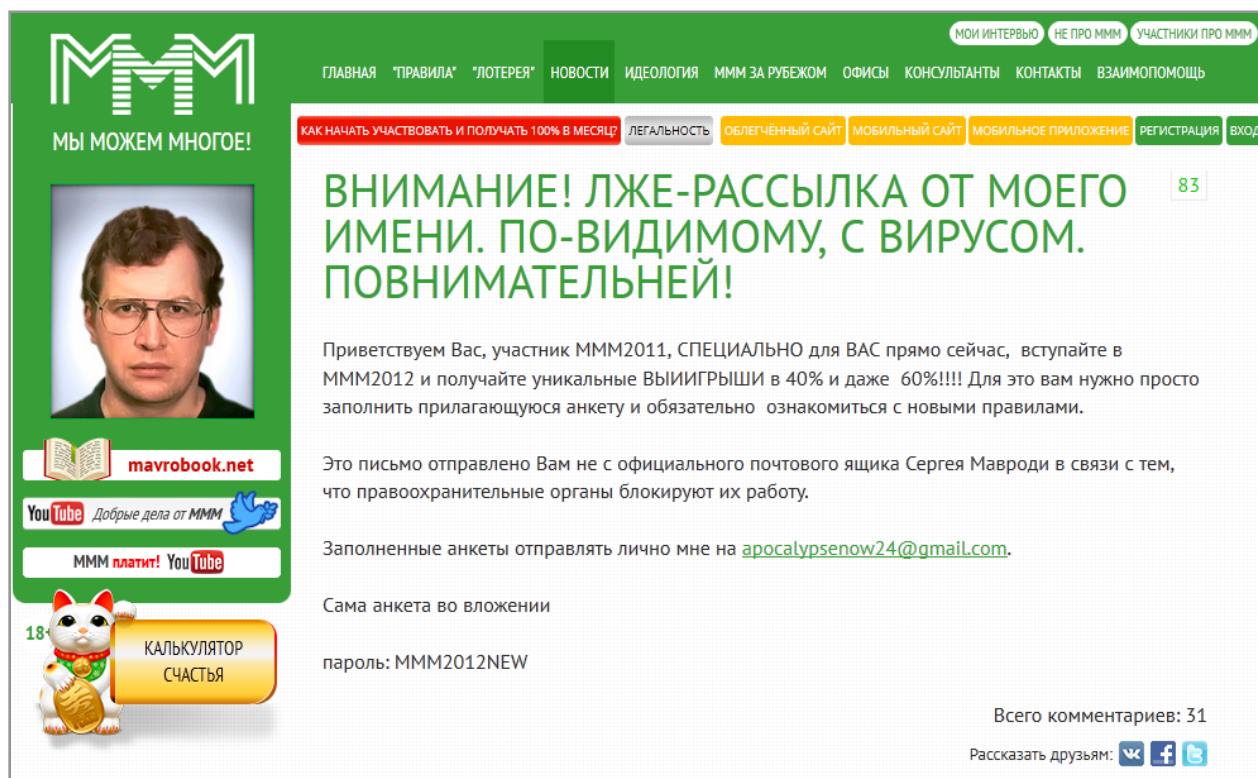 МОИ ИНТЕРВЬЮ НЕ ПРО МММ УЧАСТНИКИ ПРО МММ
МММ
МЫ МОЖЕМ МНОГОЕ!
ГЛАВНАЯ "ПРАВИЛА" "ЛОТЕРЕЯ" НОВОСТИ ИДЕОЛОГИЯ МММ ЗА РУБЕЖОМ ОФИСЫ КОНСУЛЬТАНТЫ КОНТАКТЫ ВЗАИМОПОМОЩЬ
КАК НАЧАТЬ УЧАСТВОВАТЬ И ПОЛУЧАТЬ 100% В МЕСЯЦ? ЛЕГАЛЬНОСТЬ ОБЛЕГЧЁННЫЙ САЙТ МОБИЛЬНЫЙ САЙТ МОБИЛЬНОЕ ПРИЛОЖЕНИЕ РЕГИСТРАЦИЯ ВХОД
mavrobook.net
YouTube Добрые дела от МММ
МММ платит! YouTube
18+
КАЛЬКУЛЯТОР
СЧАСТЬЯ
ВНИМАНИЕ! ЛЖЕ-РАССЫЛКА ОТ МОЕГО
ИМЕНИ. ПО-ВИДИМОМУ, С ВИРУСОМ.
ПОВНИМАТЕЛЬНЕЙ!
83
Приветствуем Вас, участник МММ2011, СПЕЦИАЛЬНО для ВАС прямо сейчас, вступайте в
МММ2012 и получайте уникальные ВЫИИГРЫШИ в 40% и даже 60%!!!! Для это вам нужно просто
заполнить прилагающуюся анкету и обязательно ознакомиться с новыми правилами.
Это письмо отправлено Вам не с официального почтового ящика Сергея Мавроди в связи с тем,
что правоохранительные органы блокируют их работу.
Заполненные анкеты отправлять лично мне на apocalypsenow24@gmail.com.
Сама анкета во вложении
пароль: MMM2012NEW
Всего комментариев: 31
Рассказать друзьям: